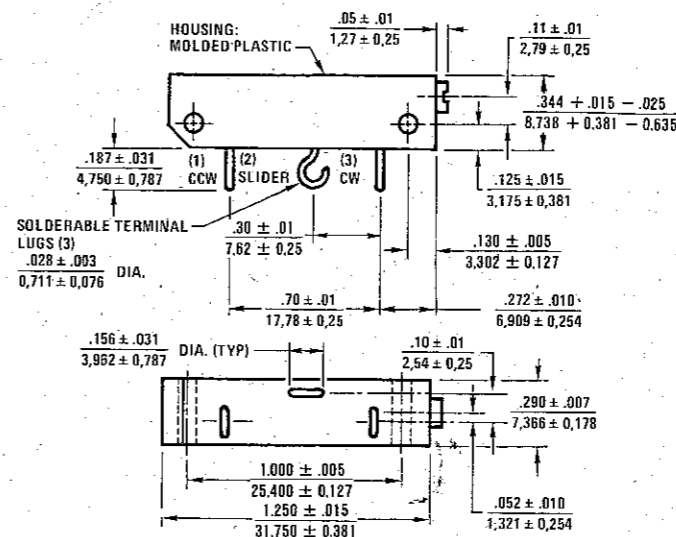 HOUSING:
MOLDED PLASTIC
.05 ± .01
1,27 ± 0,25
.11 ± .01
2,79 ± 0,25
.344 + .015 - .025
8.738 + 0,381 - 0.635
.187 ± .031
4,750 ± 0,787
(1)
CCW
(2)
SLIDER
(3)
CW
.125 ± .015
3,175 ± 0,381
SOLDERABLE TERMINAL
LUGS (3)
.028 ± .003
0,711 ± 0,076
DIA.
.30 ± .01
7,62 ± 0,25
.130 ± .005
3,302 ± 0,127
.70 ± .01
17,78 ± 0,25
.272 ± .010
6,909 ± 0,254
.156 ± .031
3,962 ± 0,787
DIA. (TYP)
.10 ± .01
2,54 ± 0,25
.290 ± .007
7,366 ± 0,178
1.000 ± .005
25,400 ± 0,127
.052 ± .010
1,321 ± 0,254
1.250 ± .015
31.750 ± 0,381